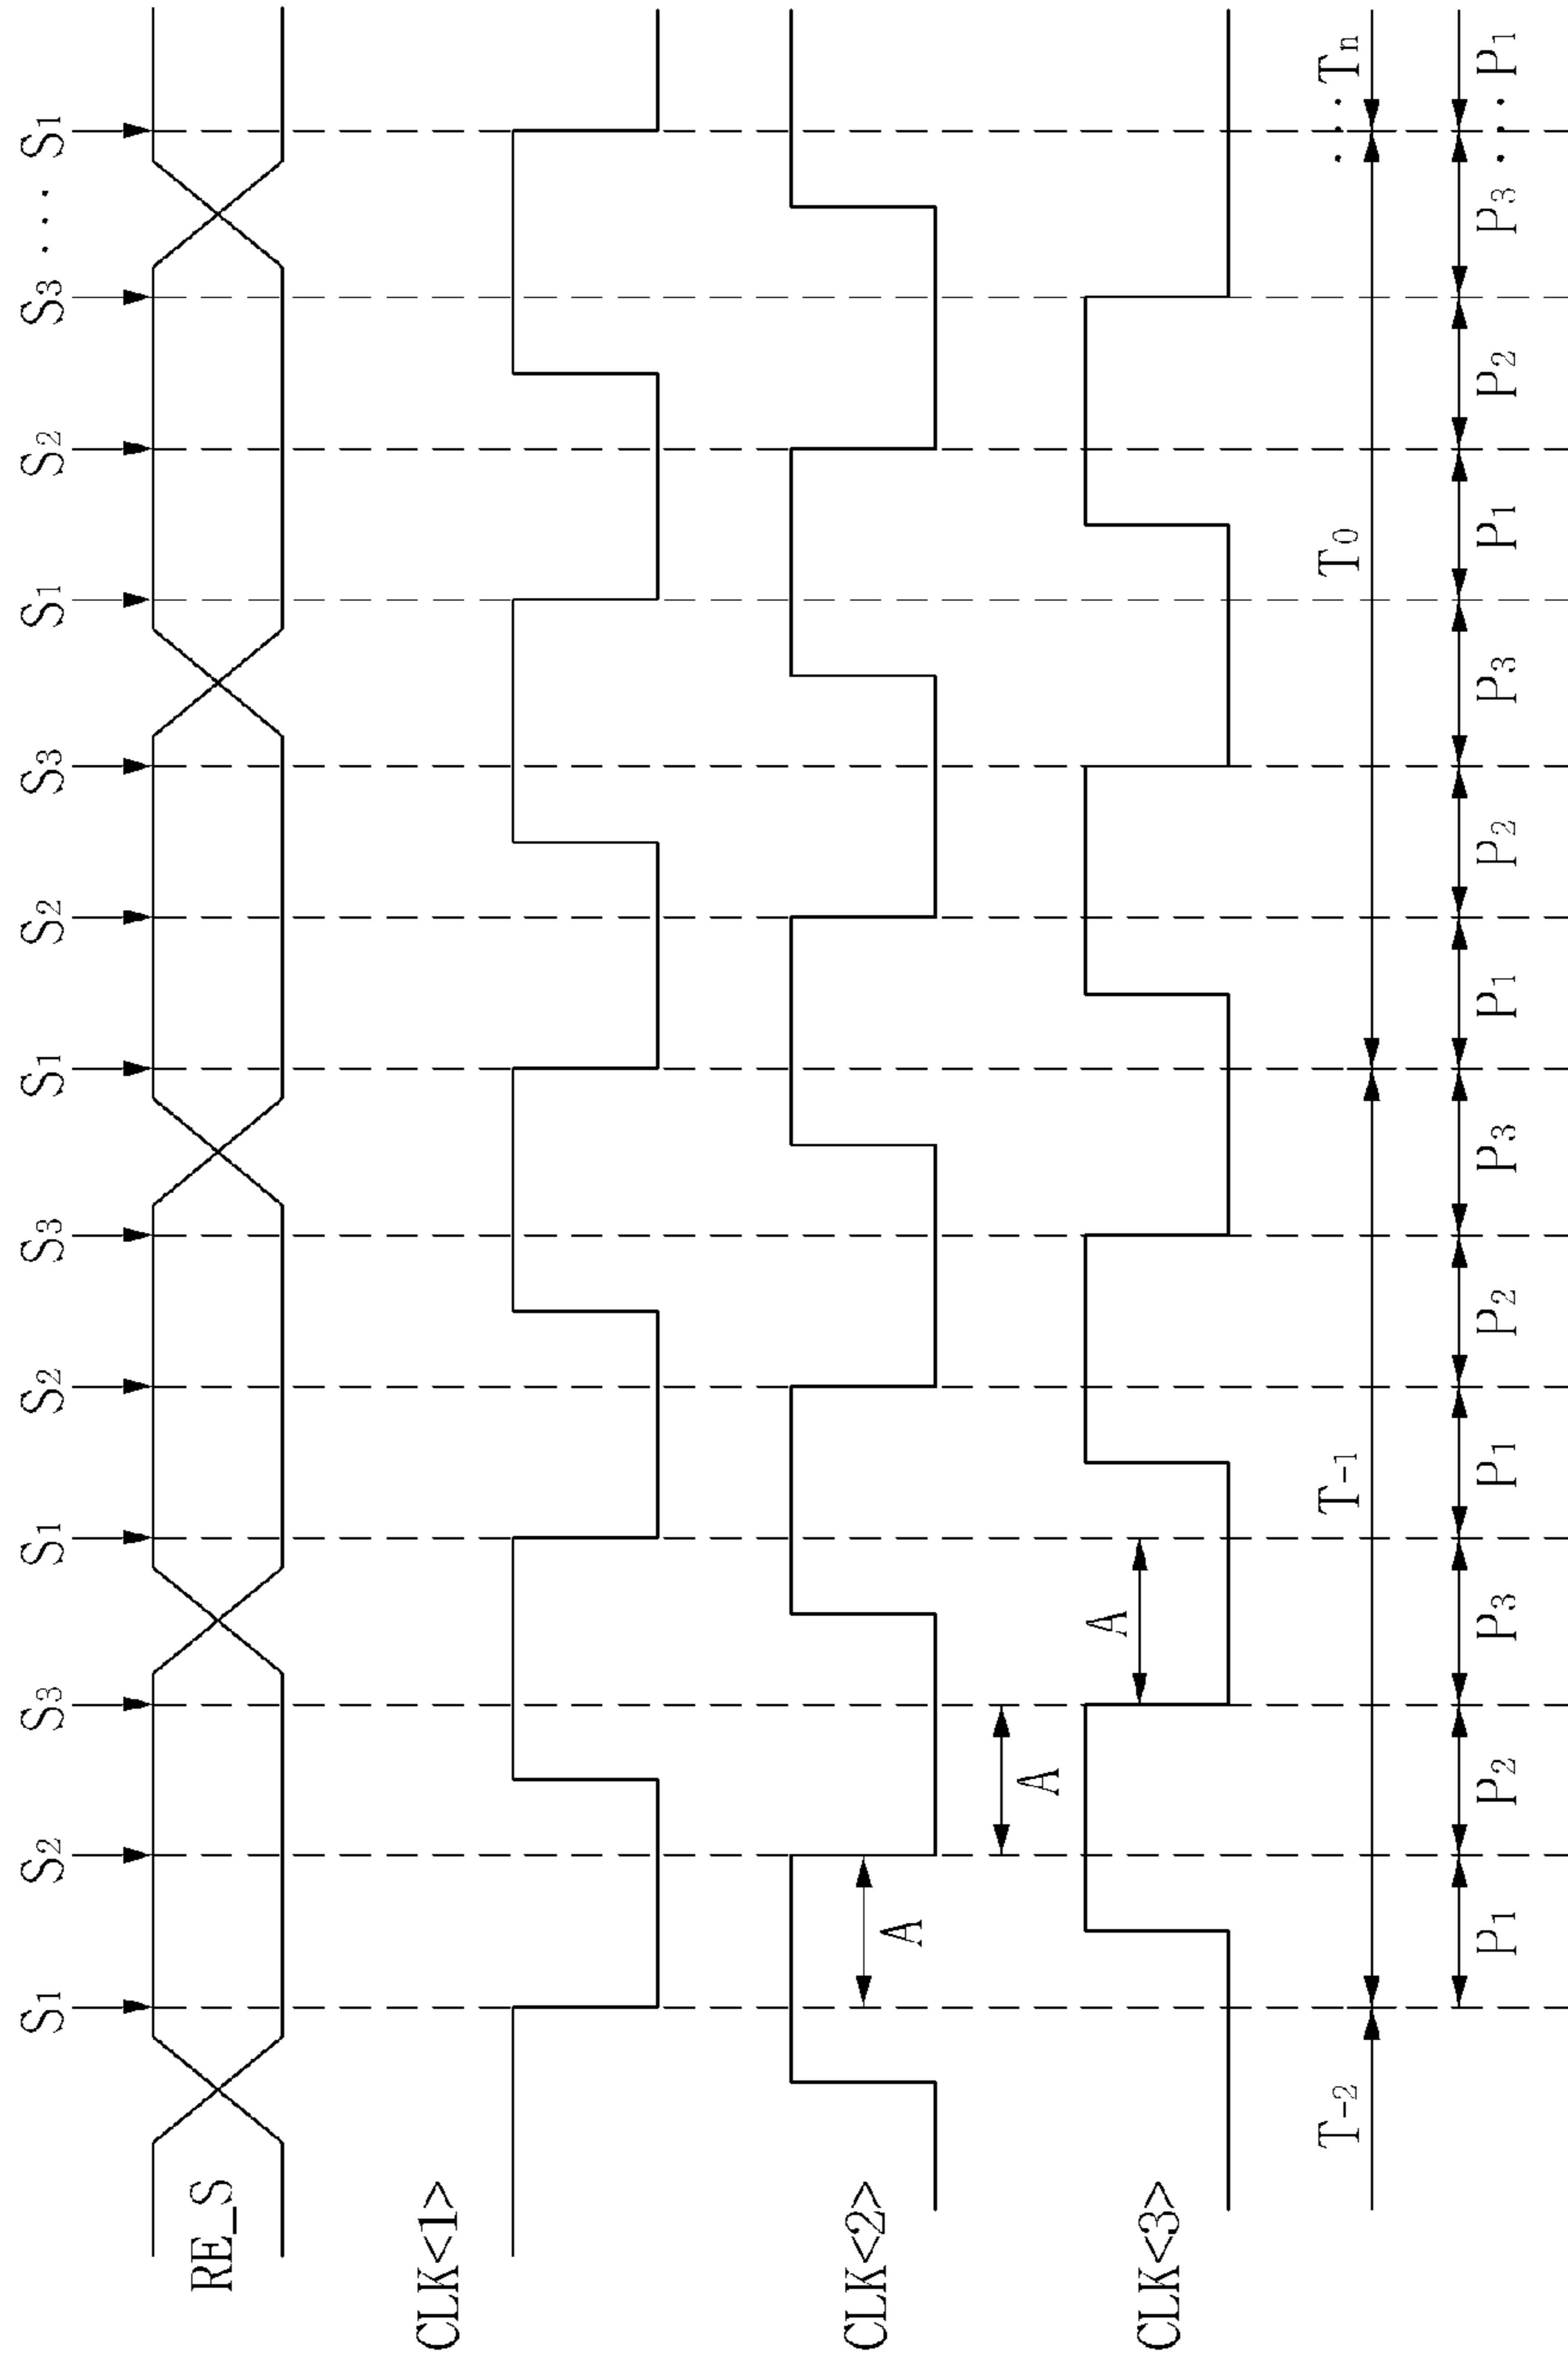 S1 S2 S3 S1 S2 S3 S1 S2 S3 S1 S2 S3 ... S1
RE_S
CLK<1>
CLK<2>
A
A
CLK<3>
A
T-2 T-1 T0 ...Tn
P1 P2 P3 P1 P2 P3 P1 P2 P3 P1 P2 P3 ... P1